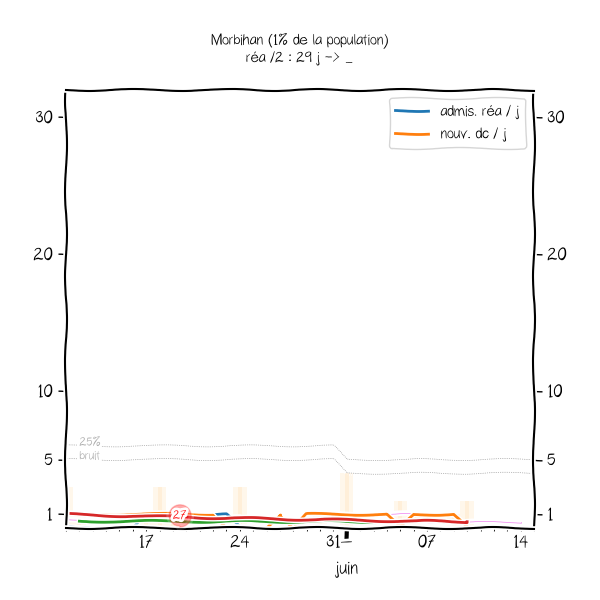 Morbihan (1% de la population)
réa /2 : 29 j -> _
admis. réa / j
nouv. dc / j
30
30
20
20
10
10
25%
bruit
5
5
27
1
1
17
24
31
07
14
juin